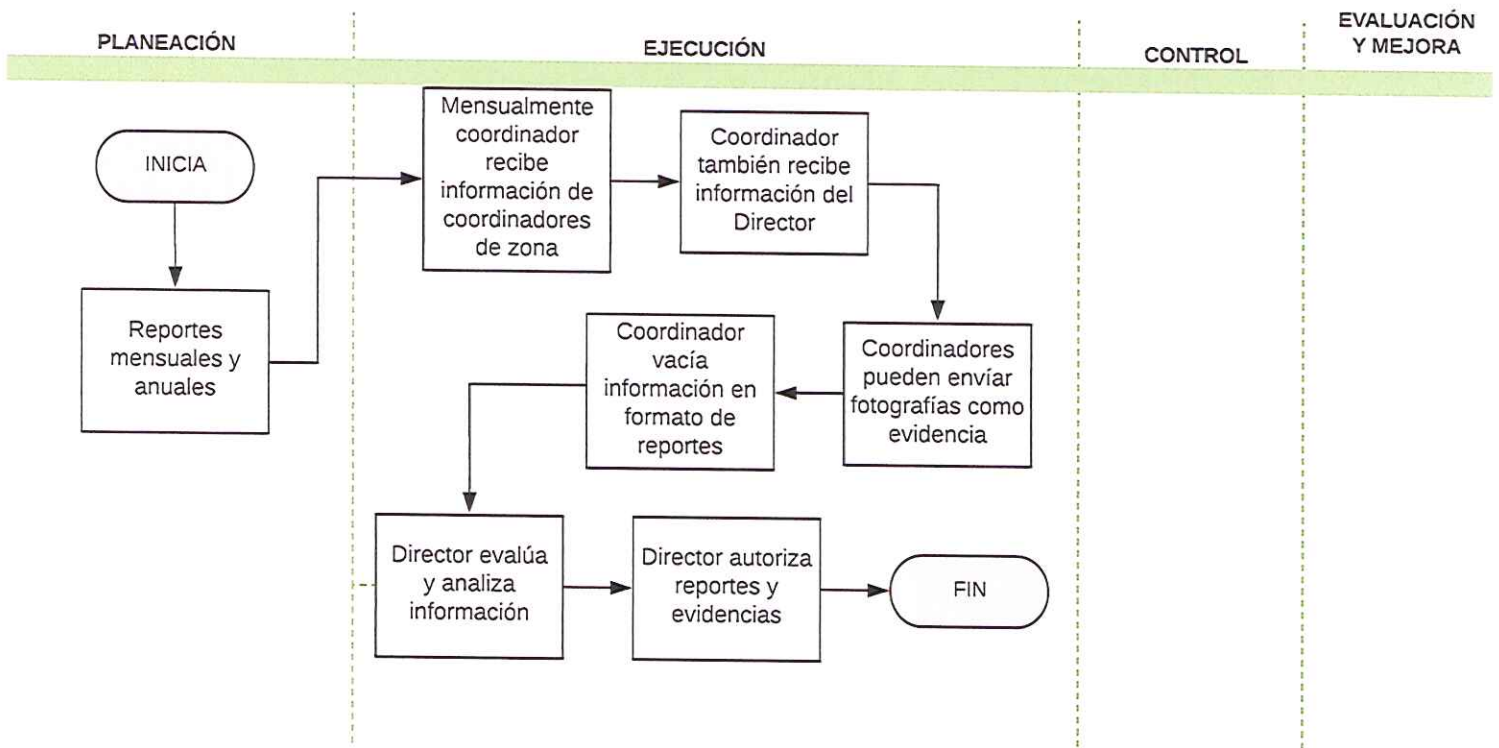 PLANEACIÓN
EJECUCIÓN
CONTROL
EVALUACIÓN
Y MEJORA
INICIA
Reportes
mensuales y
anuales
Mensualmente
coordinador
recibe
información de
coordinadores
de zona
Coordinador
también recibe
información del
Director
Coordinadores
pueden envíar
fotografías como
evidencia
Coordinador
vacía
información en
formato de
reportes
Director evalúa
y analiza
información
Director autoriza
reportes y
evidencias
FIN